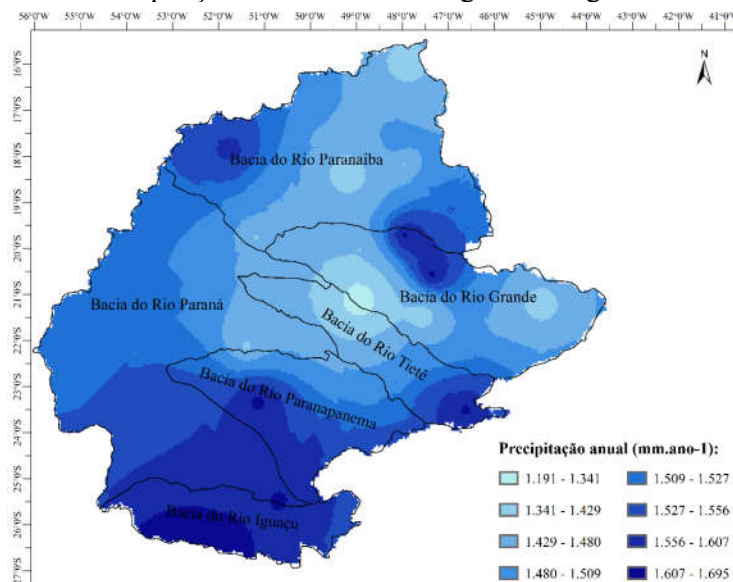 56°0'O 55°0'O 54°0'O 53°0'O 52°0'O 51°0'O 50°0'O 49°0'O 48°0'O 47°0'O 46°0'O 45°0'O 44°0'O 43°0'O 42°0'O 41°0'O
N
16°0'S
17°0'S
18°0'S
19°0'S
20°0'S
21°0'S
22°0'S
23°0'S
24°0'S
25°0'S
26°0'S
27°0'S
Bacia do Rio Paranaiba
Bacia do Rio Paraná
Bacia do Rio Grande
Bacia do Rio Tietê
Bacia do Rio Paranapanema
Bacia do Rio Iguaçu
Precipitação anual (mm.ano-1):
1.191 - 1.341
1.341 - 1.429
1.429 - 1.480
1.480 - 1.509
1.509 - 1.527
1.527 - 1.556
1.556 - 1.607
1.607 - 1.695